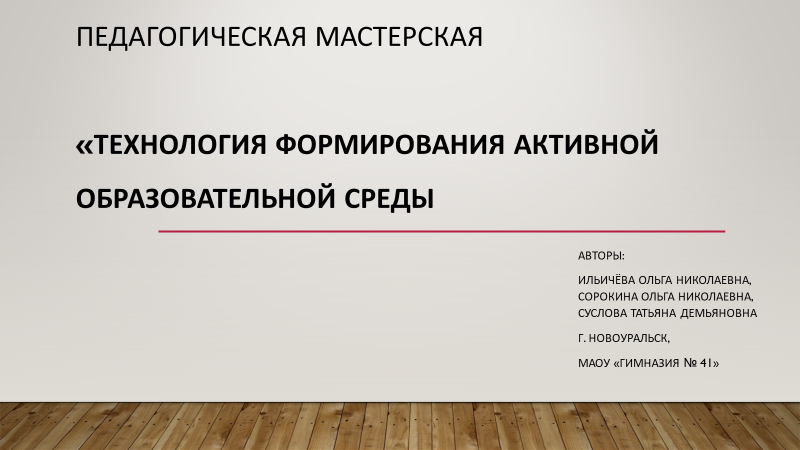 ПЕДАГОГИЧЕСКАЯ МАСТЕРСКАЯ
«ТЕХНОЛОГИЯ ФОРМИРОВАНИЯ АКТИВНОЙ
ОБРАЗОВАТЕЛЬНОЙ СРЕДЫ
АВТОРЫ:
ИЛЬИЧЁВА ОЛЬГА НИКОЛАЕВНА,
СОРОКИНА ОЛЬГА НИКОЛАЕВНА,
СУСЛОВА ТАТЬЯНА ДЕМЬЯНОВНА
Г. НОВОУРАЛЬСК,
МАОУ «ГИМНАЗИЯ № 41»